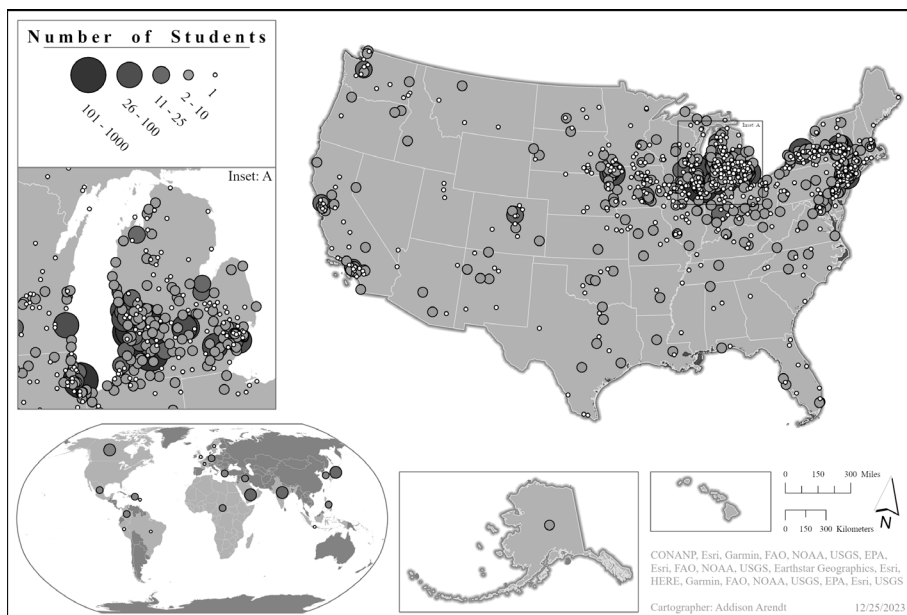 Number of Students
101 - 1000
26 - 100
11 - 25
2 - 10
1
Inset: A
Inset: A
0 150 300 Miles
0 150 300 Kilometers
N
CONANP, Esri, Garmin, FAO, NOAA, USGS, EPA,
Esri, FAO, NOAA, USGS, Earthstar Geographics, Esri,
HERE, Garmin, FAO, NOAA, USGS, EPA, Esri, USGS
Cartographer: Addison Arendt 12/25/2023